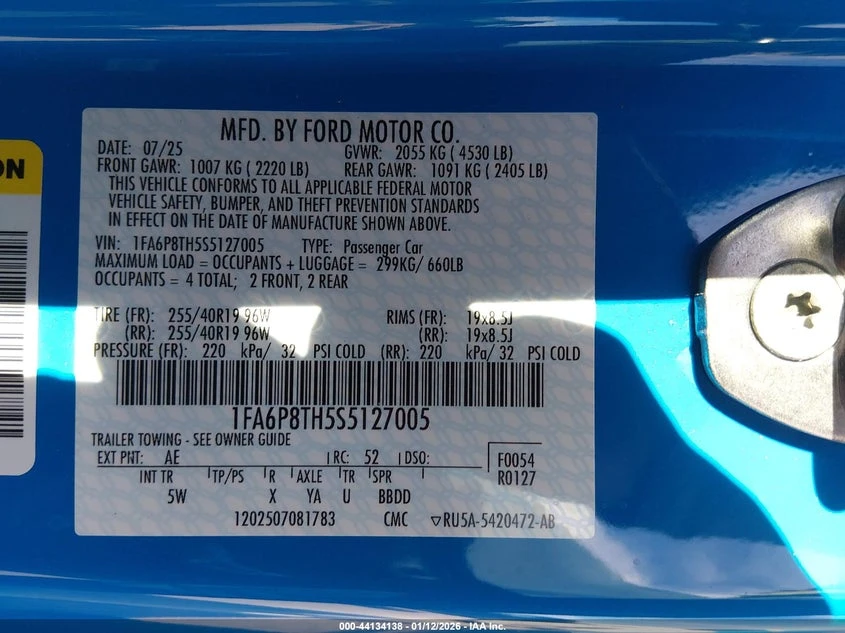 ON
MFD. BY FORD MOTOR CO.
DATE: 07/25 GVWR: 2055 KG ( 4530 LB)
FRONT GAWR: 1007 KG ( 2220 LB) REAR GAWR: 1091 KG ( 2405 LB)
THIS VEHICLE CONFORMS TO ALL APPLICABLE FEDERAL MOTOR
VEHICLE SAFETY, BUMPER, AND THEFT PREVENTION STANDARDS
IN EFFECT ON THE DATE OF MANUFACTURE SHOWN ABOVE.
VIN: 1FA6P8TH5S5127005 TYPE: Passenger Car
MAXIMUM LOAD = OCCUPANTS + LUGGAGE = 299KG/ 660LB
OCCUPANTS = 4 TOTAL; 2 FRONT, 2 REAR
TIRE (FR): 255/40R19 96W RIMS (FR): 19x8.5J
(RR): 255/40R19 96W (RR): 19x8.5J
PRESSURE (FR): 220 kPa/ 32 PSI COLD (RR): 220 kPa/ 32 PSI COLD
1FA6P8TH5S5127005
TRAILER TOWING - SEE OWNER GUIDE
EXT PNT: AE RC: 52 DSO: F0054
R0127
INT TR TP/PS R AXLE TR SPR
5W X YA U BBDD
1202507081783 CMC ▽RU5A-5420472-AB
000-44134138 - 01/12/2026 - IAA Inc.